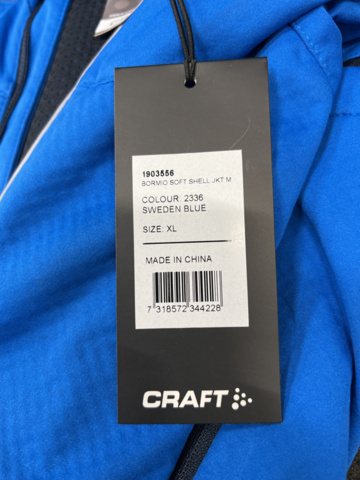 1903556
BORMIO SOFT SHELL JKT M
COLOUR: 2336
SWEDEN BLUE
SIZE: XL
MADE IN CHINA
7 318572 344228
CRAFT